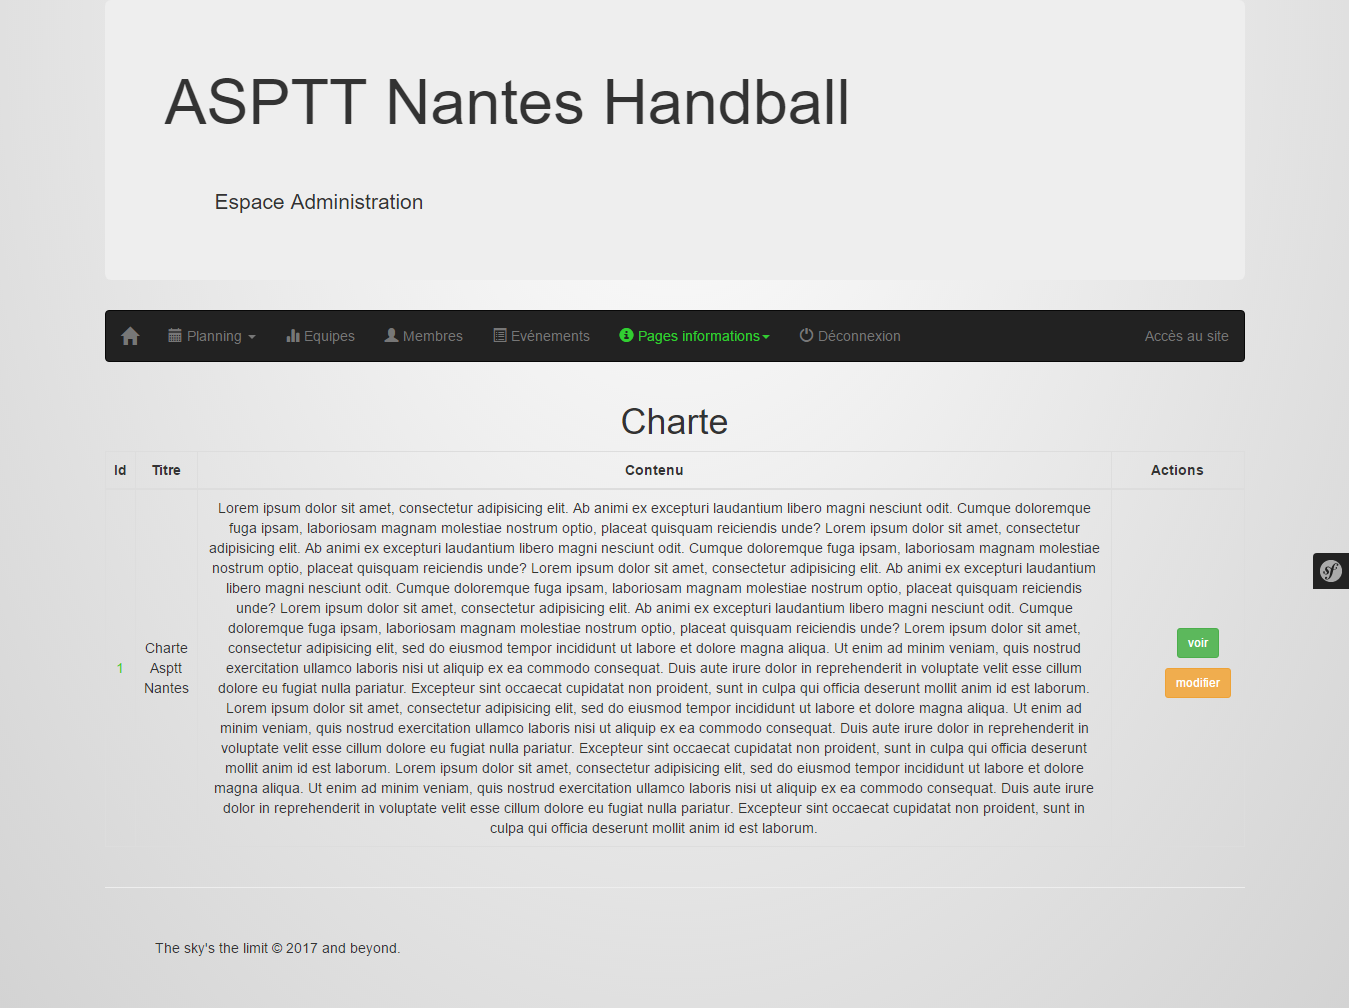 ASPTT Nantes Handball
Espace Administration
Planning Equipes Membres Evénements Pages informations Déconnexion Accès au site
Charte
Id Titre Contenu Actions
1
Charte
Asptt
Nantes
Lorem ipsum dolor sit amet, consectetur adipisicing elit. Ab animi ex excepturi laudantium libero magni nesciunt odit. Cumque doloremque
fuga ipsam, laboriosam magnam molestiae nostrum optio, placeat quisquam reiciendis unde? Lorem ipsum dolor sit amet, consectetur
adipisicing elit. Ab animi ex excepturi laudantium libero magni nesciunt odit. Cumque doloremque fuga ipsam, laboriosam magnam molestiae
nostrum optio, placeat quisquam reiciendis unde? Lorem ipsum dolor sit amet, consectetur adipisicing elit. Ab animi ex excepturi laudantium
libero magni nesciunt odit. Cumque doloremque fuga ipsam, laboriosam magnam molestiae nostrum optio, placeat quisquam reiciendis
unde? Lorem ipsum dolor sit amet, consectetur adipisicing elit. Ab animi ex excepturi laudantium libero magni nesciunt odit. Cumque
doloremque fuga ipsam, laboriosam magnam molestiae nostrum optio, placeat quisquam reiciendis unde? Lorem ipsum dolor sit amet,
consectetur adipisicing elit, sed do eiusmod tempor incididunt ut labore et dolore magna aliqua. Ut enim ad minim veniam, quis nostrud
exercitation ullamco laboris nisi ut aliquip ex ea commodo consequat. Duis aute irure dolor in reprehenderit in voluptate velit esse cillum
dolore eu fugiat nulla pariatur. Excepteur sint occaecat cupidatat non proident, sunt in culpa qui officia deserunt mollit anim id est laborum.
Lorem ipsum dolor sit amet, consectetur adipisicing elit, sed do eiusmod tempor incididunt ut labore et dolore magna aliqua. Ut enim ad
minim veniam, quis nostrud exercitation ullamco laboris nisi ut aliquip ex ea commodo consequat. Duis aute irure dolor in reprehenderit in
voluptate velit esse cillum dolore eu fugiat nulla pariatur. Excepteur sint occaecat cupidatat non proident, sunt in culpa qui officia deserunt
mollit anim id est laborum. Lorem ipsum dolor sit amet, consectetur adipisicing elit, sed do eiusmod tempor incididunt ut labore et dolore
magna aliqua. Ut enim ad minim veniam, quis nostrud exercitation ullamco laboris nisi ut aliquip ex ea commodo consequat. Duis aute irure
dolor in reprehenderit in voluptate velit esse cillum dolore eu fugiat nulla pariatur. Excepteur sint occaecat cupidatat non proident, sunt in
culpa qui officia deserunt mollit anim id est laborum.
voir
modifier
sf
The sky's the limit © 2017 and beyond.